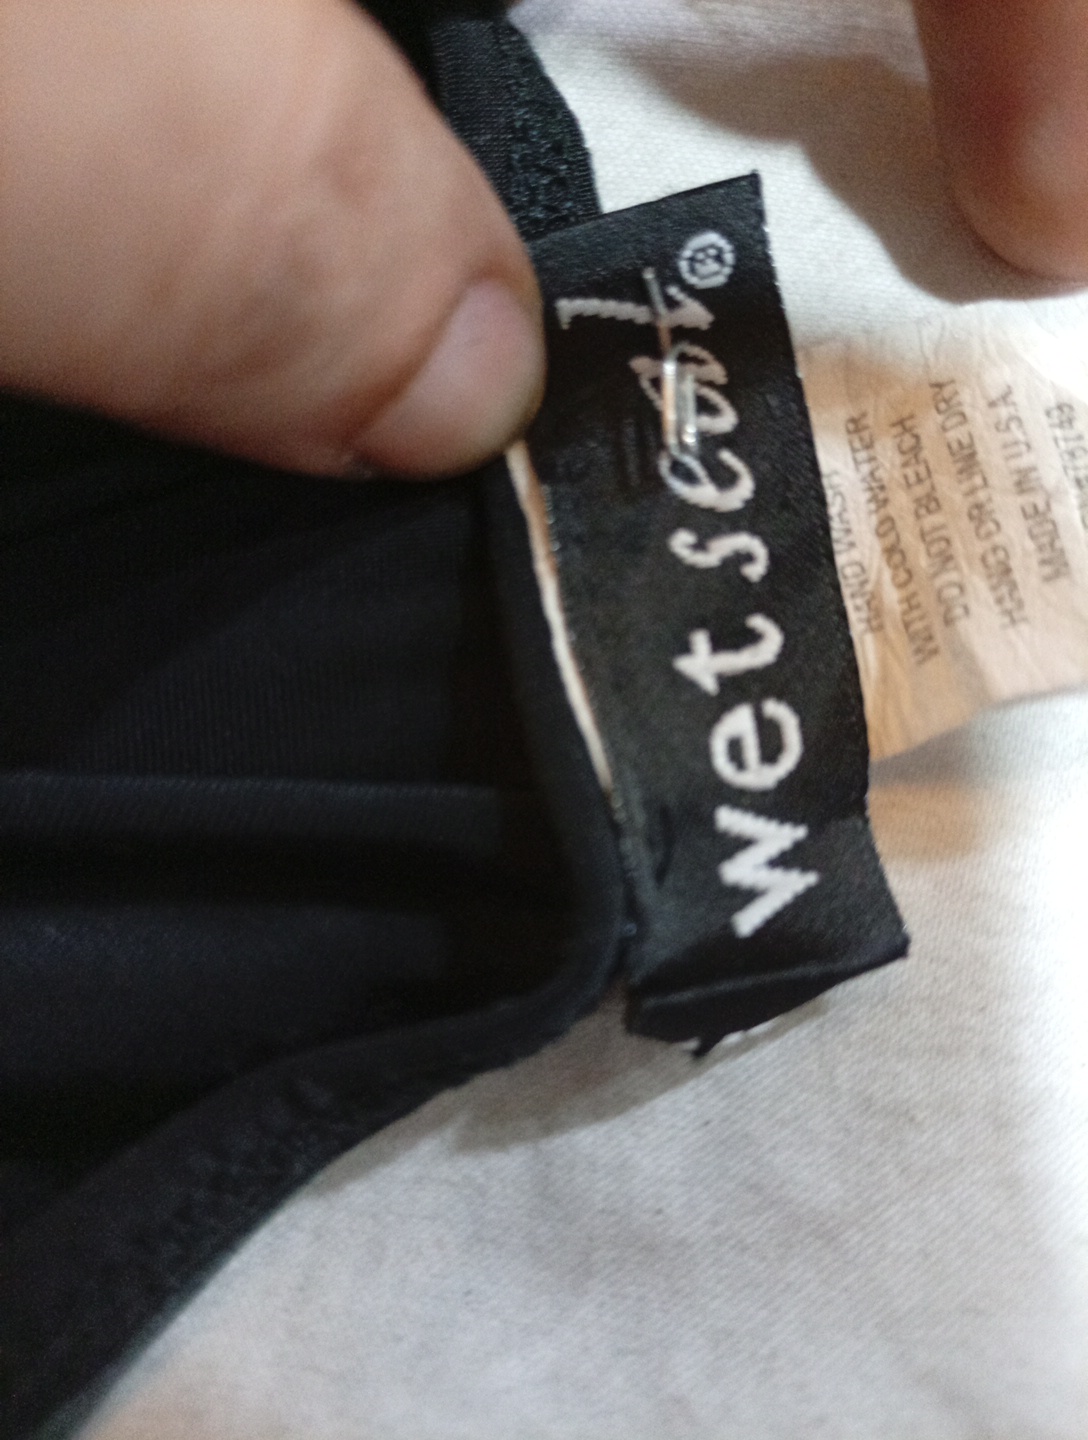 wet seal®
HAND WASH
WITH COLD WATER
DO NOT BLEACH
HANG OR LINE DRY
MADE IN U.S.A.